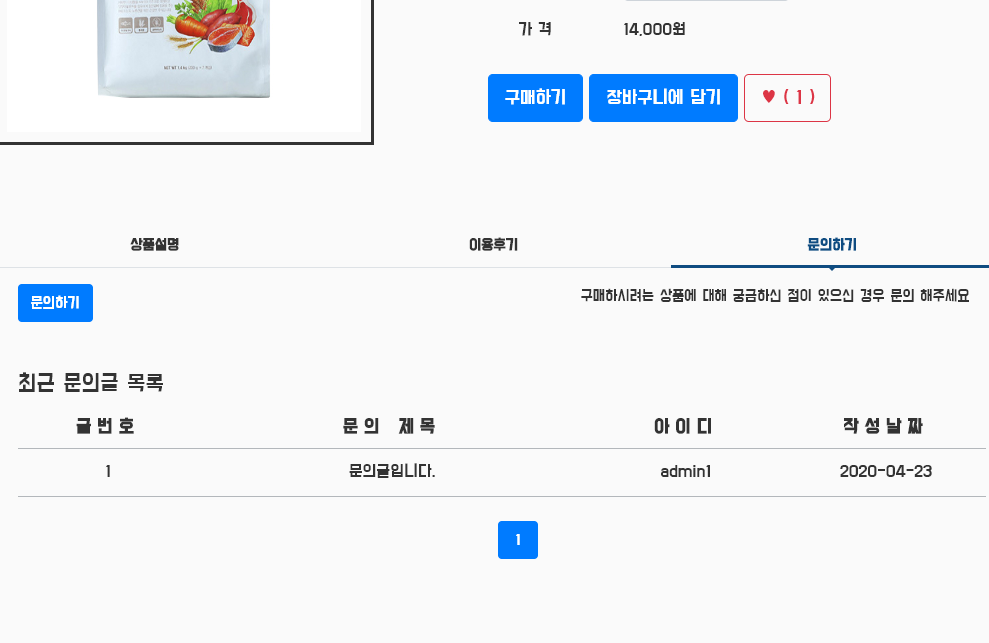 가 격 14,000원
구매하기 장바구니에 담기 ♥ ( 1 )
상품설명 이용후기 문의하기
문의하기 구매하시려는 상품에 대해 궁금하신 점이 있으신 경우 문의 해주세요
최근 문의글 목록
글 번 호 문 의 제 목 아 이 디 작 성 날 짜
1 문의글입니다. admin1 2020-04-23
1